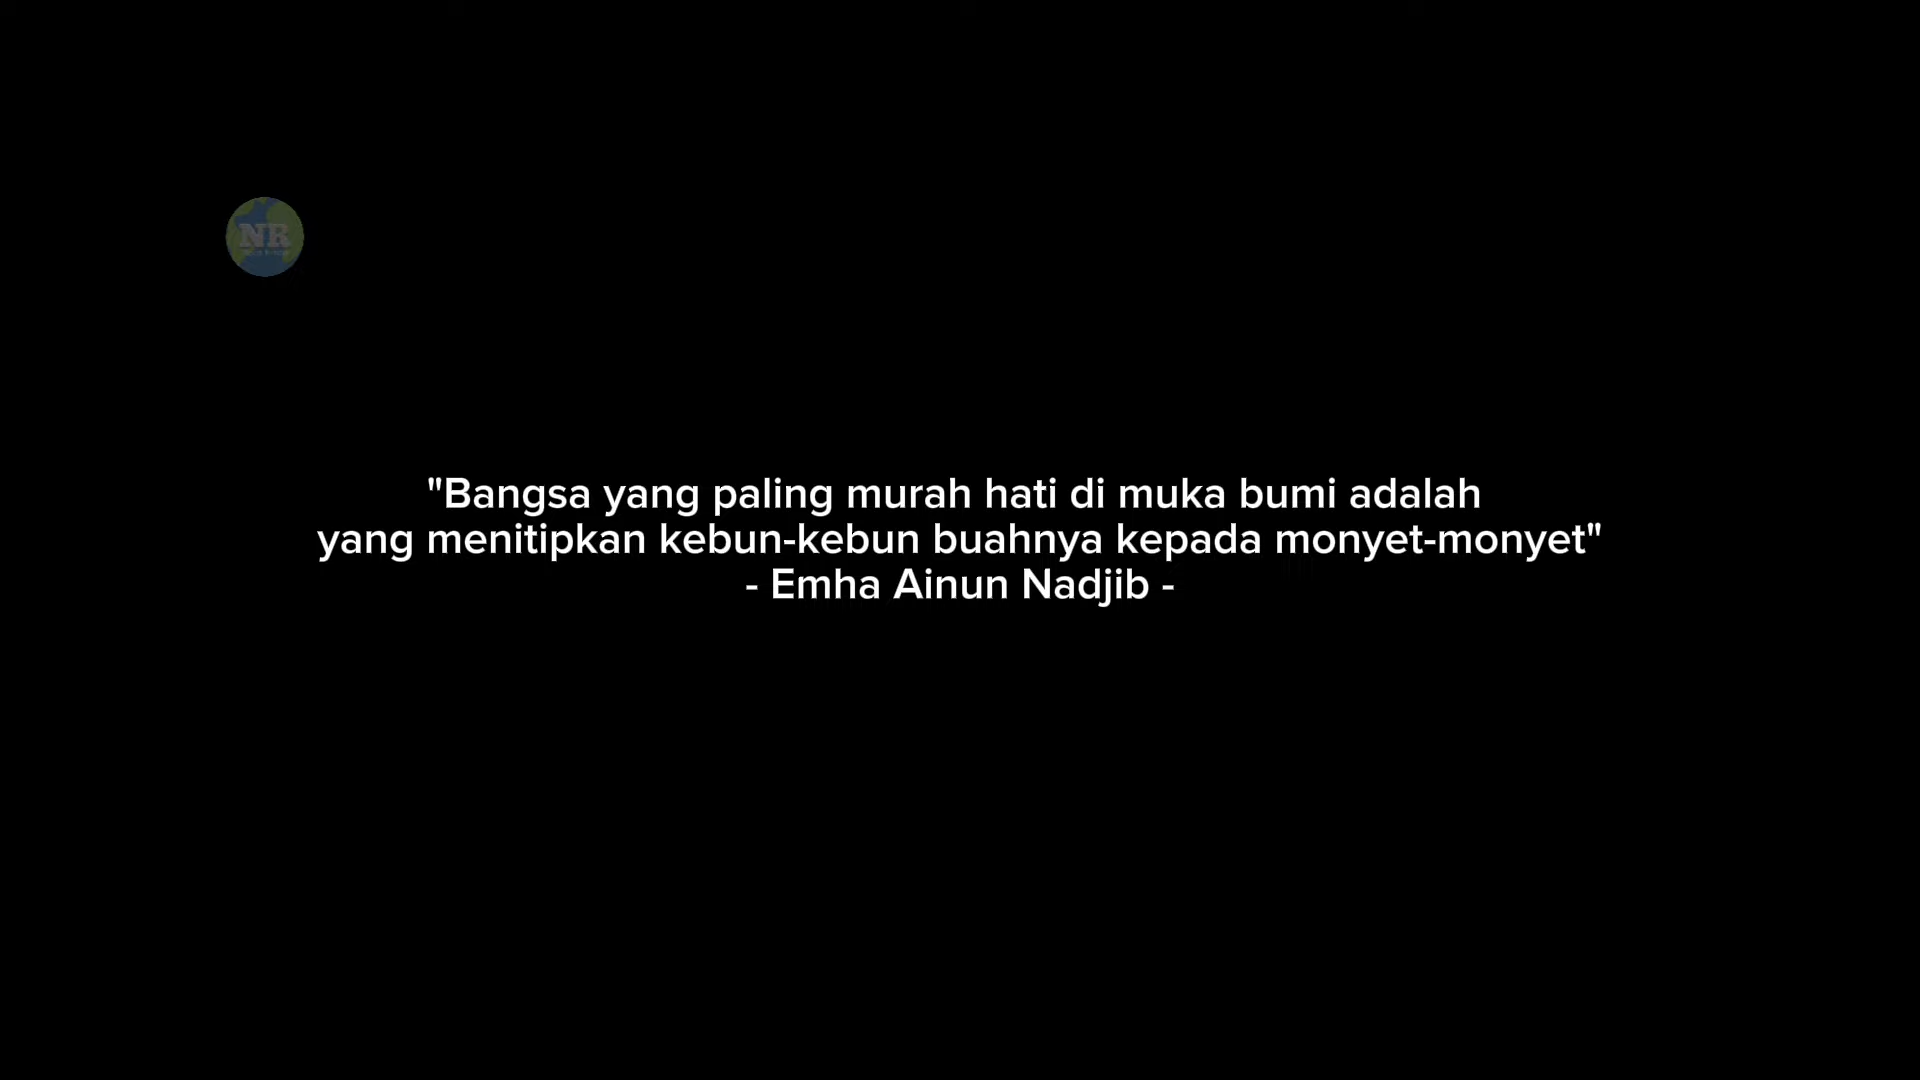 NR
"Bangsa yang paling murah hati di muka bumi adalah
yang menitipkan kebun-kebun buahnya kepada monyet-monyet"
- Emha Ainun Nadjib -